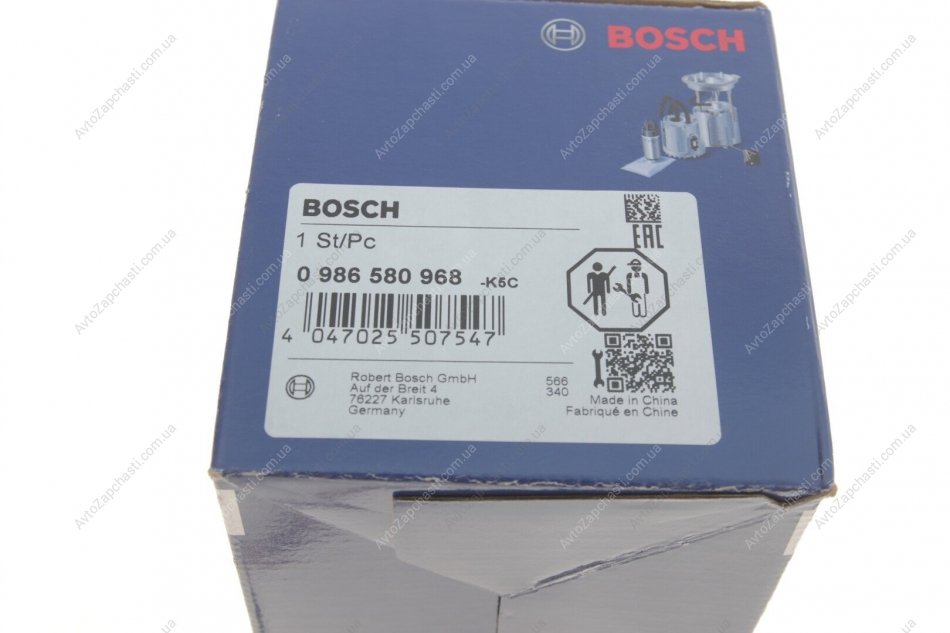 BOSCH
BOSCH
1 St/Pc
EAC
0 986 580 968 -K5C
4 047025 507547
Robert Bosch GmbH
Auf der Breit 4
76227 Karlsruhe
Germany
566
340
Made in China
Fabriqué en Chine
AvtoZapchasti.com.ua